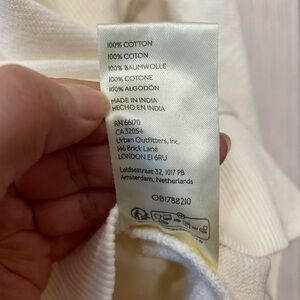 100% COTTON
100% COTON
100% BAUMWOLLE
100% COTONE
100% ALGODÓN
MADE IN INDIA
HECHO EN INDIA
RN 66170
CA 32054
Urban Outfitters, Inc.
146 Brick Lane
LONDON E1 6RU
Leidsestraat 32, 1017 PB
Amsterdam, Netherlands
OB1788210